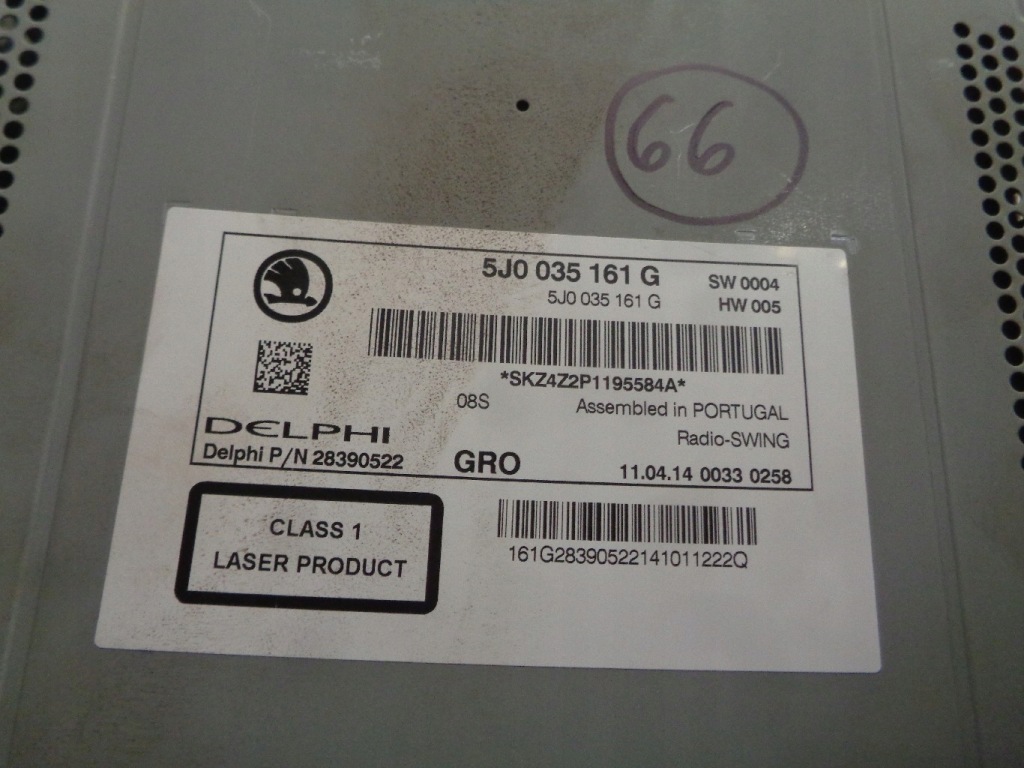 66
5J0 035 161 G SW 0004
5J0 035 161 G HW 005
*SKZ4Z2P1195584A*
08S Assembled in PORTUGAL
DELPHI Radio-SWING
Delphi P/N 28390522 GRO 11.04.14 0033 0258
CLASS 1
LASER PRODUCT
161G28390522141011222Q